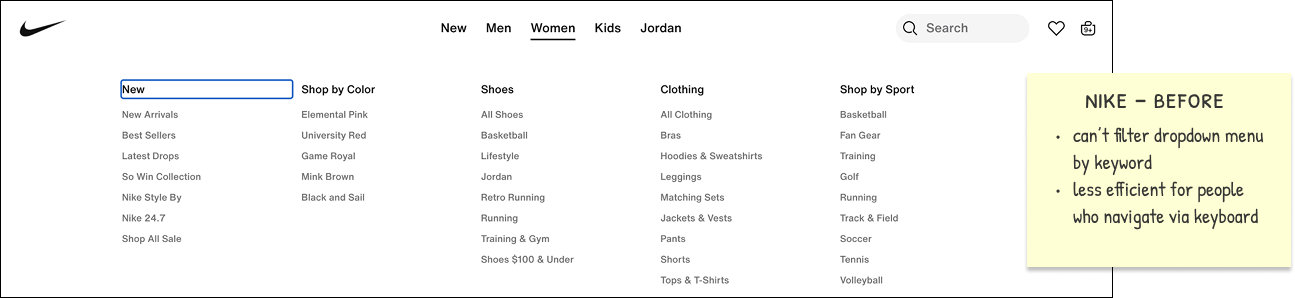 New Men Women Kids Jordan
Search
9+
New
New Arrivals
Best Sellers
Latest Drops
So Win Collection
Nike Style By
Nike 24.7
Shop All Sale
Shop by Color
Elemental Pink
University Red
Game Royal
Mink Brown
Black and Sail
Shoes
All Shoes
Basketball
Lifestyle
Jordan
Retro Running
Running
Training & Gym
Shoes $100 & Under
Clothing
All Clothing
Bras
Hoodies & Sweatshirts
Leggings
Matching Sets
Jackets & Vests
Pants
Shorts
Tops & T-Shirts
Shop by Sport
Basketball
Fan Gear
Training
Golf
Running
Track & Field
Soccer
Tennis
Volleyball
NIKE – BEFORE
• can't filter dropdown menu
by keyword
• less efficient for people
who navigate via keyboard